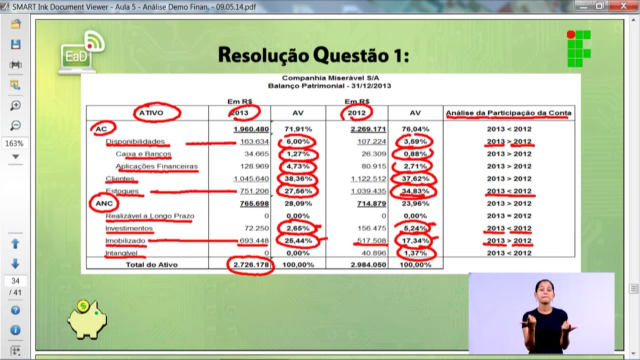 SMART Ink Document Viewer - Aula 5 - Análise Demo Finan. - 09.05.14.pdf
EaD
Resolução Questão 1:
Companhia Miserável S/A
Balanço Patrimonial - 31/12/2013
Em R$ Em R$
ATIVO 2013 AV 2012 AV Análise da Participação da Conta
AC 1.960.480 71,91% 2.269.171 76,04% 2013 < 2012
Disponibilidades 163.634 6,00% 107.224 3,59% 2013 > 2012
Caixa e Bancos 34.665 1,27% 26.309 0,88% 2013 > 2012
Aplicações Financeiras 128.969 4,73% 80.915 2,71% 2013 > 2012
Clientes 1.045.640 38,36% 1.122.512 37,62% 2013 > 2012
Estoques 751.206 27,56% 1.039.435 34,83% 2013 < 2012
ANC 765.698 28,09% 714.879 23,96% 2013 > 2012
Realizável a Longo Prazo 0 0,00% 0 0,00% 2013 = 2012
Investimentos 72.250 2,65% 156.475 5,24% 2013 < 2012
Imobilizado 693.448 25,44% 517.508 17,34% 2013 > 2012
Intangível 0 0,00% 40.896 1,37% 2013 < 2012
Total do Ativo 2.726.178 100,00% 2.984.050 100,00%
163%
34
/ 41